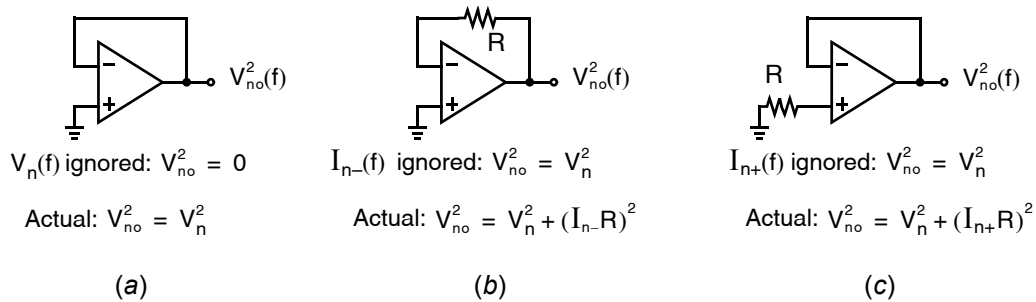 R
− V²ₙₒ(f) − V²ₙₒ(f) R − V²ₙₒ(f)
+ + +
Vₙ(f) ignored: V²ₙₒ = 0 Iₙ₋(f) ignored: V²ₙₒ = V²ₙ Iₙ₊(f) ignored: V²ₙₒ = V²ₙ
Actual: V²ₙₒ = V²ₙ Actual: V²ₙₒ = V²ₙ + (Iₙ₋R)² Actual: V²ₙₒ = V²ₙ + (Iₙ₊R)²
(a) (b) (c)